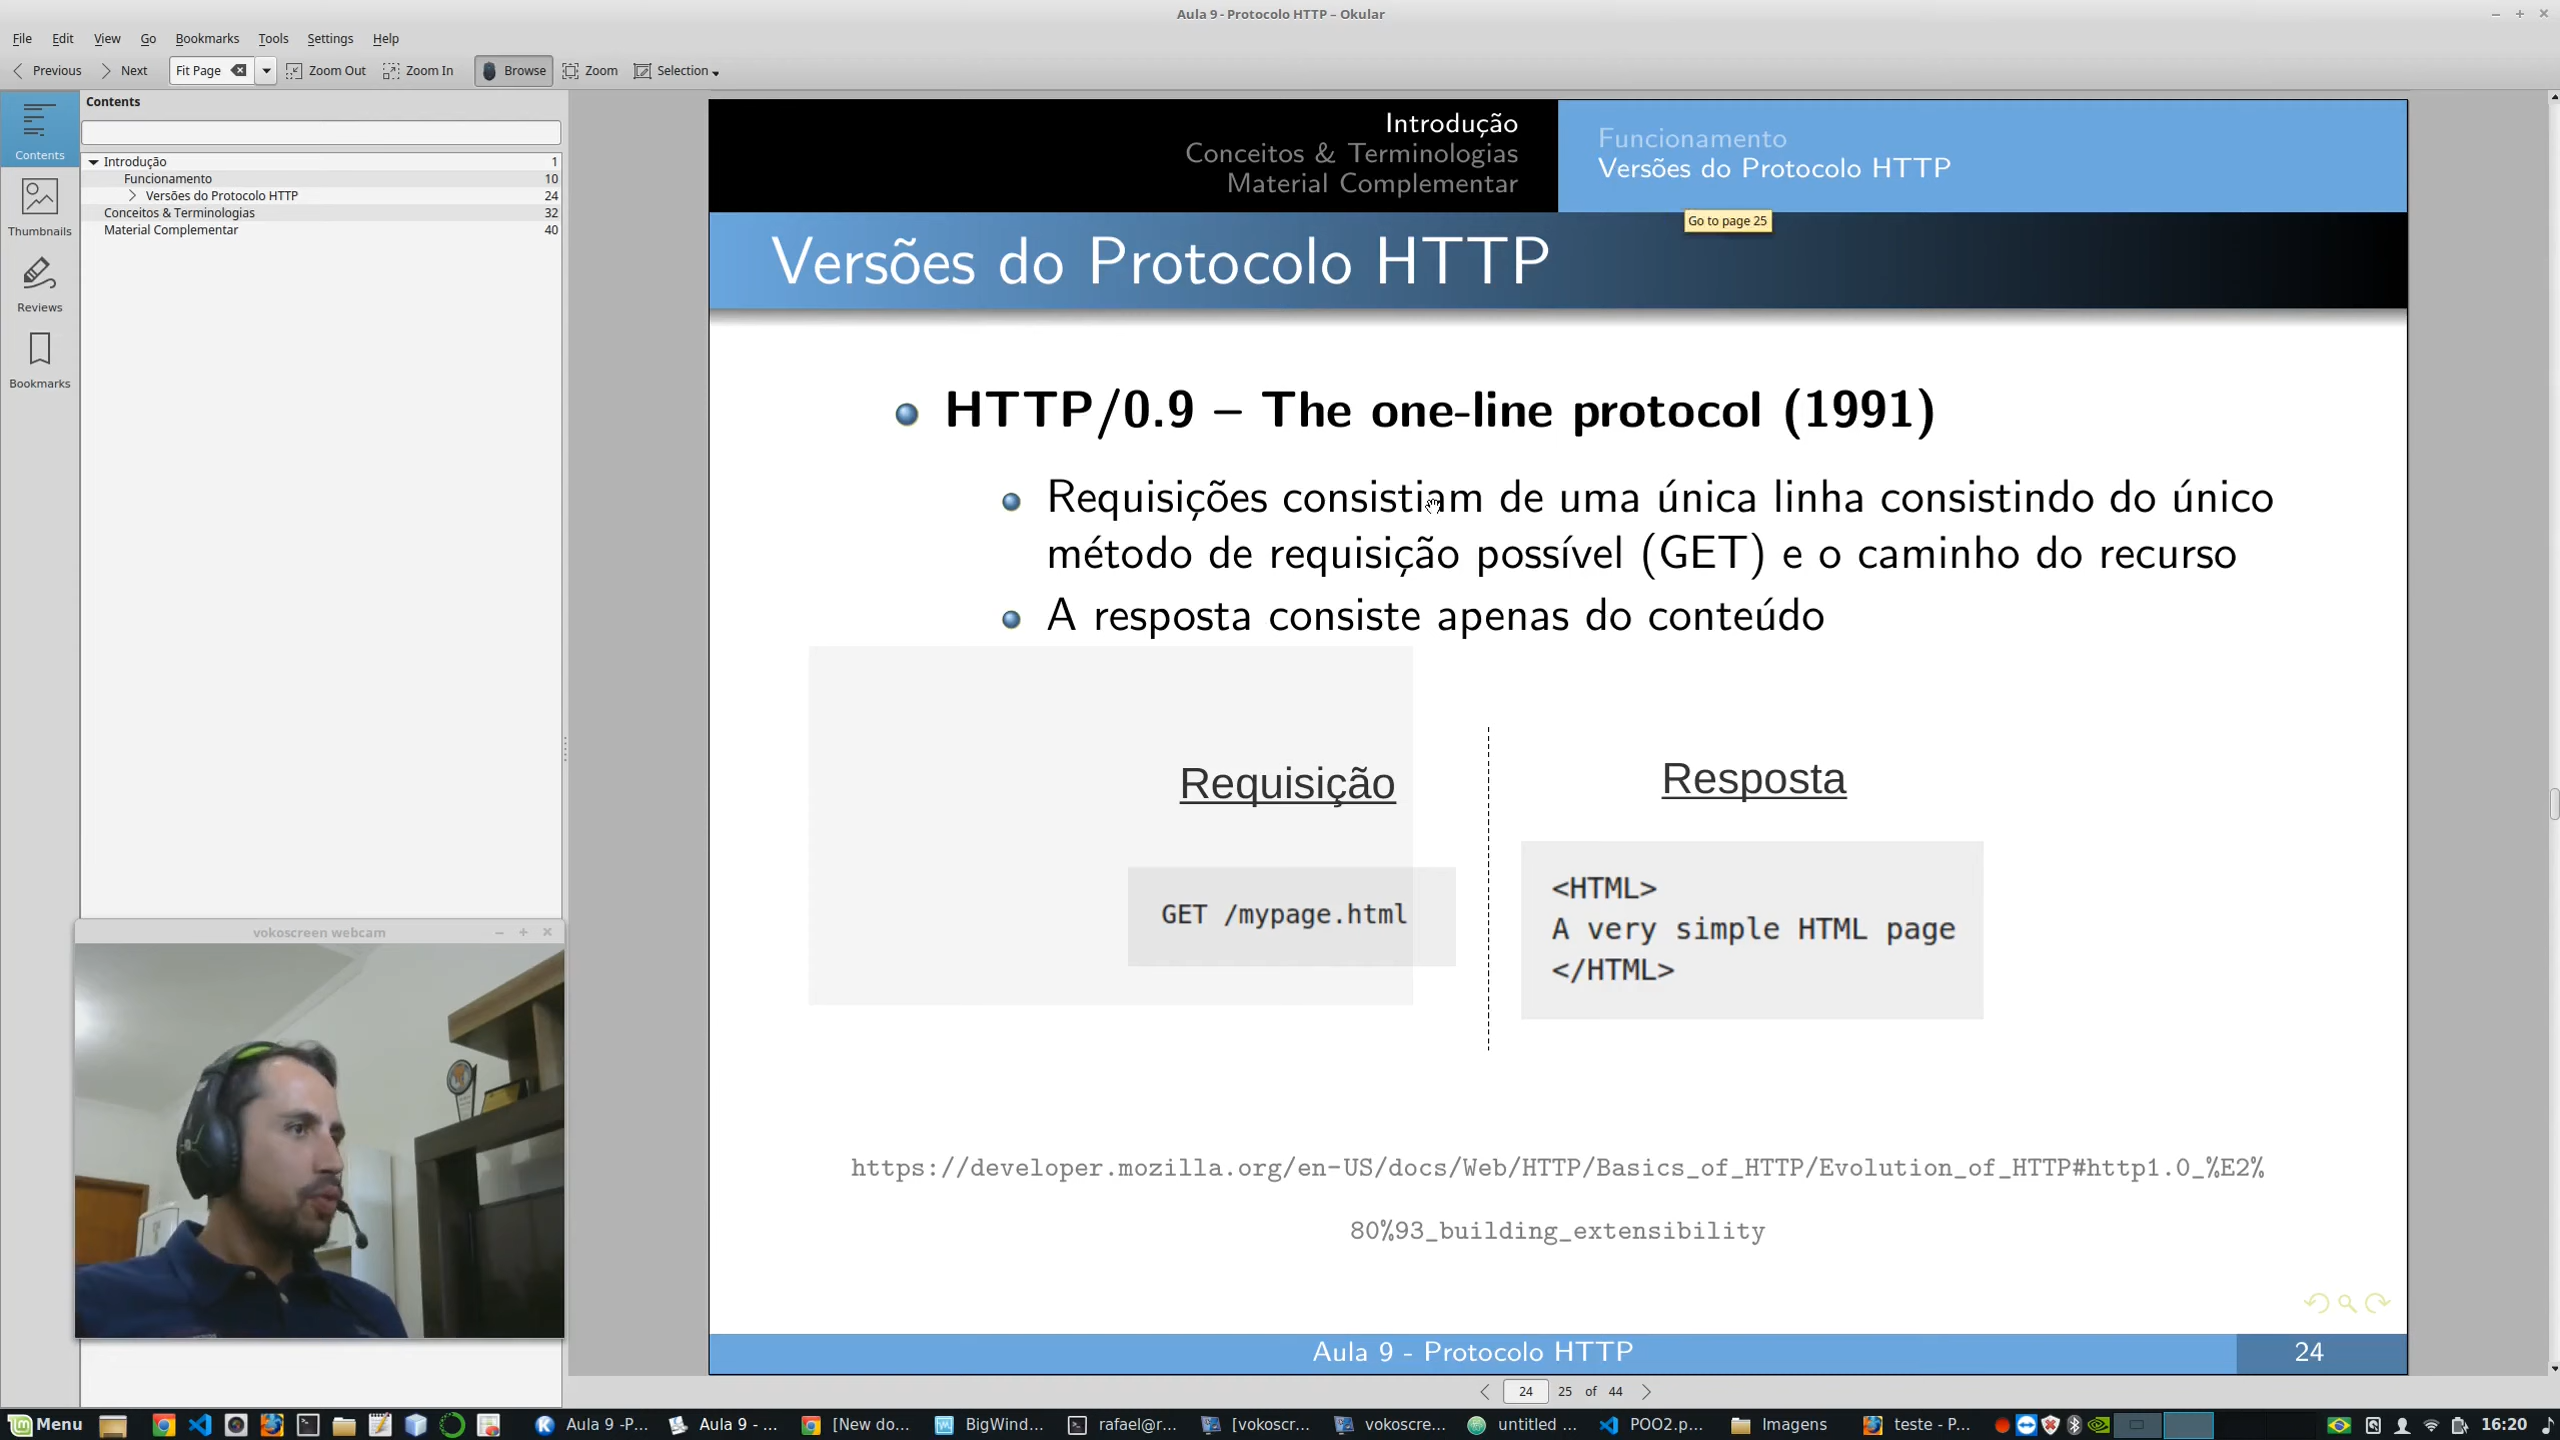 Aula 9 - Protocolo HTTP – Okular
File Edit View Go Bookmarks Tools Settings Help
Previous Next Fit Page Zoom Out Zoom In Browse Zoom Selection
Contents
Contents
Thumbnails
Reviews
Bookmarks
Introdução 1
Funcionamento 10
Versões do Protocolo HTTP 24
Conceitos & Terminologias 32
Material Complementar 40
Introdução
Conceitos & Terminologias
Material Complementar
Funcionamento
Versões do Protocolo HTTP
Go to page 25
Versões do Protocolo HTTP
HTTP/0.9 – The one-line protocol (1991)
Requisições consistiam de uma única linha consistindo do único
método de requisição possível (GET) e o caminho do recurso
A resposta consiste apenas do conteúdo
Requisição
GET /mypage.html
Resposta
<HTML>
A very simple HTML page
</HTML>
https://developer.mozilla.org/en-US/docs/Web/HTTP/Basics_of_HTTP/Evolution_of_HTTP#http1.0_%E2%
80%93_building_extensibility
Aula 9 - Protocolo HTTP 24
vokoscreen webcam
24 25 of 44
Menu Aula 9 -P... Aula 9 - ... [New do... BigWind... rafael@r... [vokoscr... vokoscre... untitled ... POO2.p... Imagens teste - P... 16:20